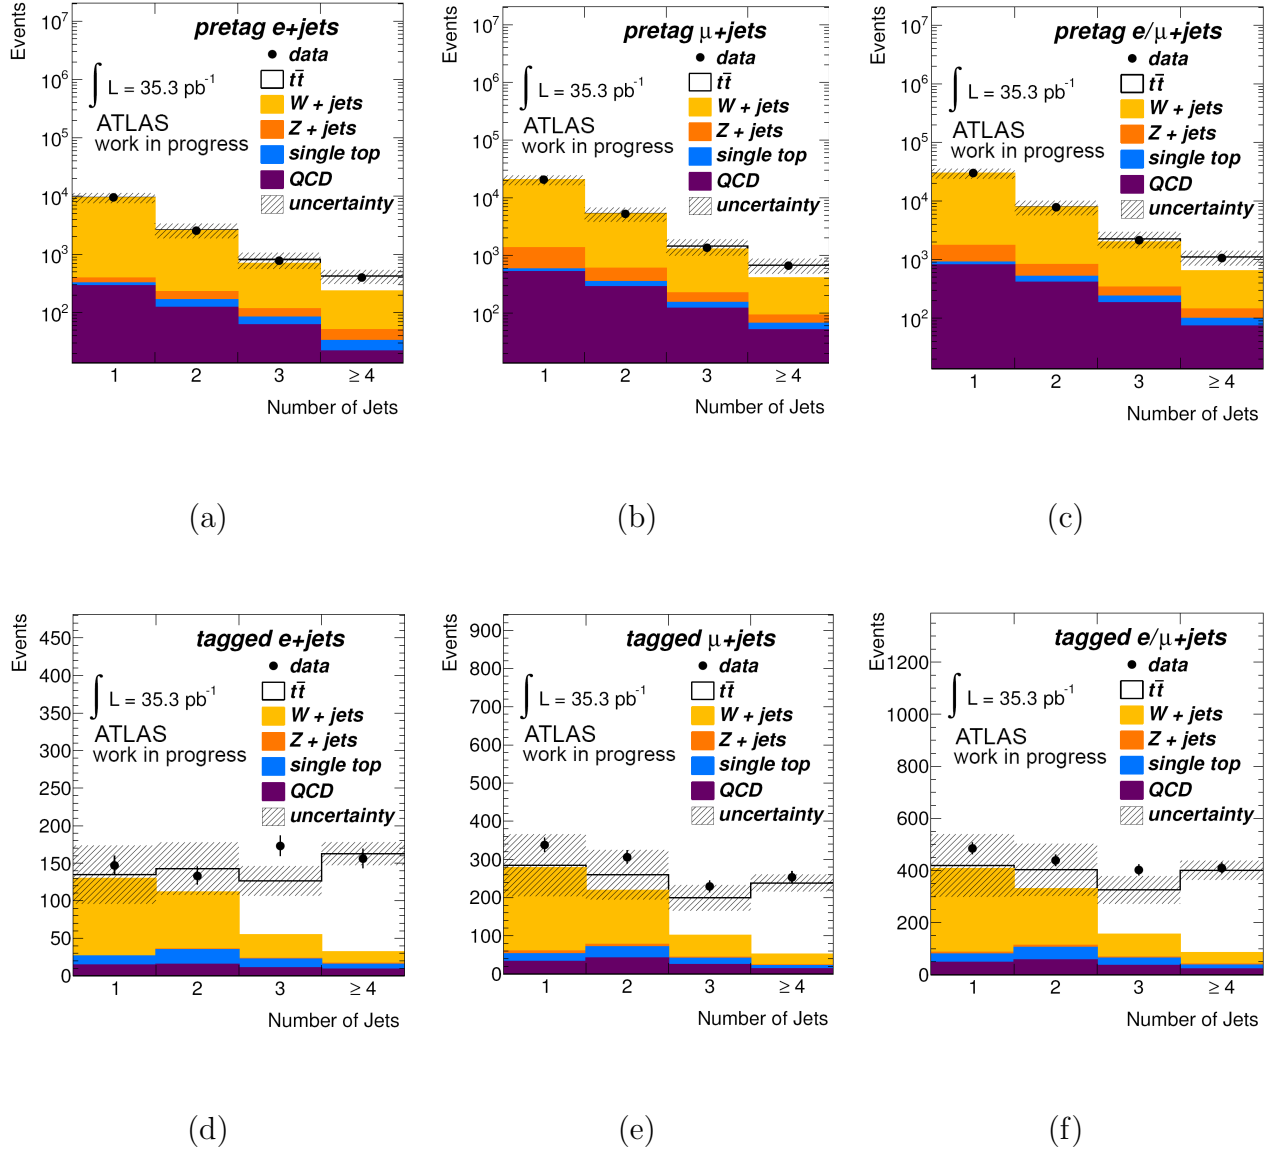 Events
10^7
10^6
10^5
10^4
10^3
10^2
pretag e+jets
data
tt̄
W + jets
Z + jets
single top
QCD
uncertainty
∫ L = 35.3 pb^-1
ATLAS
work in progress
1 2 3 ≥ 4
Number of Jets
(a)
Events
10^7
10^6
10^5
10^4
10^3
10^2
pretag μ+jets
data
tt̄
W + jets
Z + jets
single top
QCD
uncertainty
∫ L = 35.3 pb^-1
ATLAS
work in progress
1 2 3 ≥ 4
Number of Jets
(b)
Events
10^7
10^6
10^5
10^4
10^3
10^2
pretag e/μ+jets
data
tt̄
W + jets
Z + jets
single top
QCD
uncertainty
∫ L = 35.3 pb^-1
ATLAS
work in progress
1 2 3 ≥ 4
Number of Jets
(c)
Events
450
400
350
300
250
200
150
100
50
0
tagged e+jets
data
tt̄
W + jets
Z + jets
single top
QCD
uncertainty
∫ L = 35.3 pb^-1
ATLAS
work in progress
1 2 3 ≥ 4
Number of Jets
(d)
Events
900
800
700
600
500
400
300
200
100
0
tagged μ+jets
data
tt̄
W + jets
Z + jets
single top
QCD
uncertainty
∫ L = 35.3 pb^-1
ATLAS
work in progress
1 2 3 ≥ 4
Number of Jets
(e)
Events
1200
1000
800
600
400
200
0
tagged e/μ+jets
data
tt̄
W + jets
Z + jets
single top
QCD
uncertainty
∫ L = 35.3 pb^-1
ATLAS
work in progress
1 2 3 ≥ 4
Number of Jets
(f)